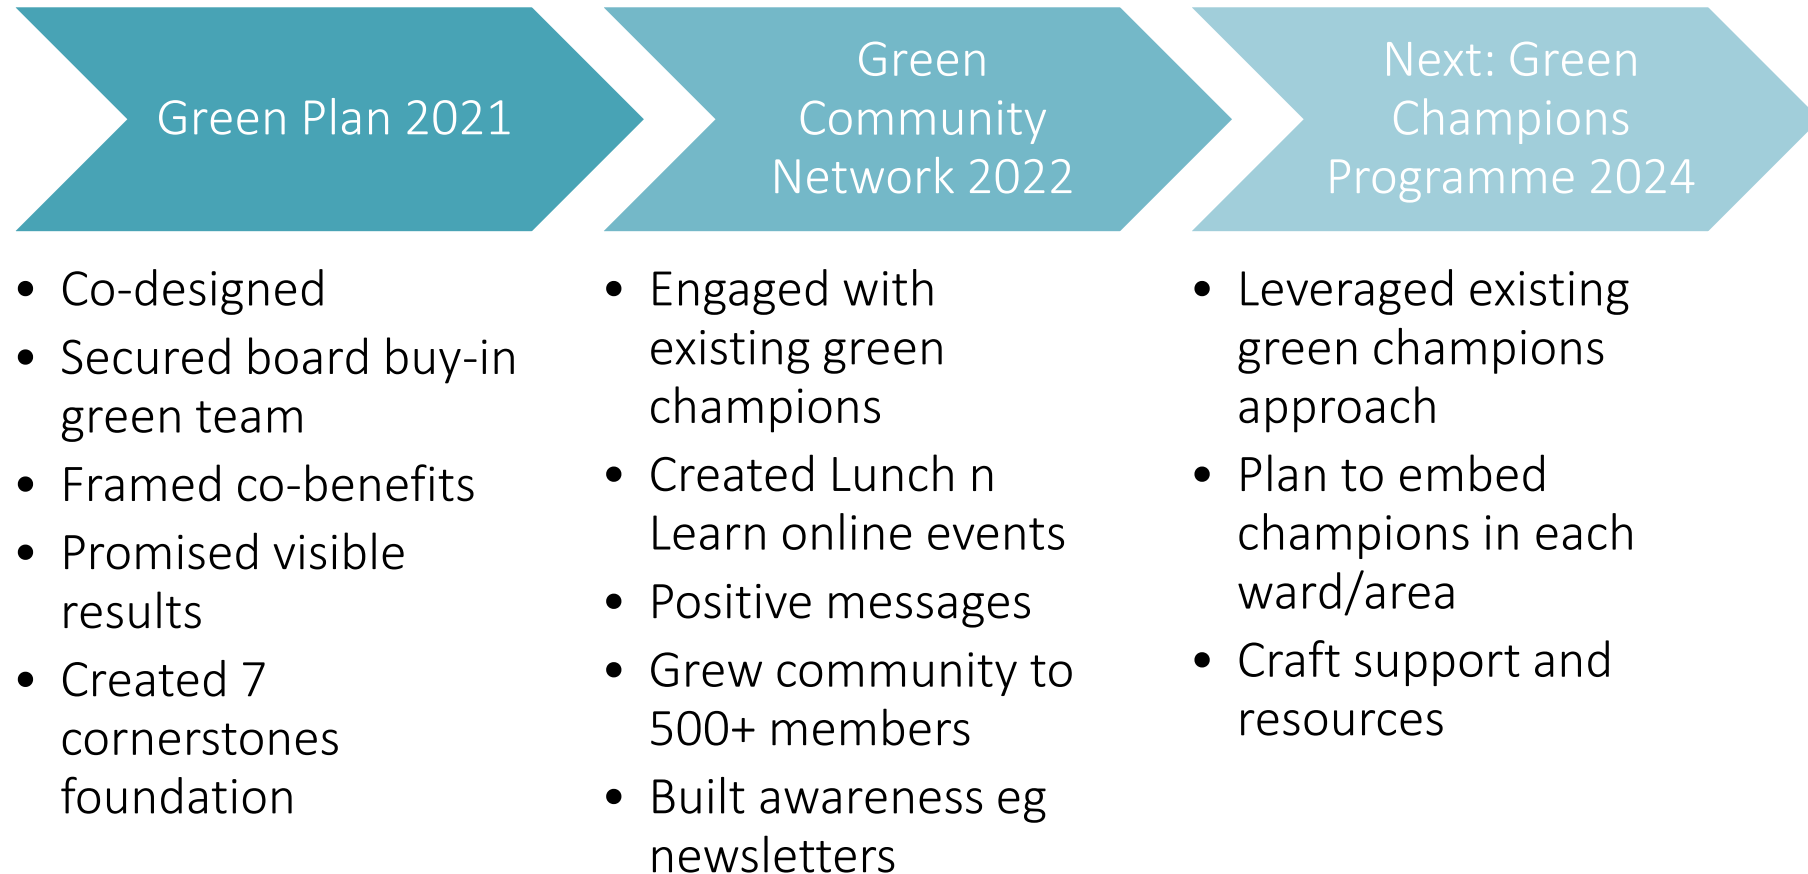 Green Plan 2021
• Co-designed
• Secured board buy-in
green team
• Framed co-benefits
• Promised visible
results
• Created 7
cornerstones
foundation
Green
Community
Network 2022
• Engaged with
existing green
champions
• Created Lunch n
Learn online events
• Positive messages
• Grew community to
500+ members
• Built awareness eg
newsletters
Next: Green
Champions
Programme 2024
• Leveraged existing
green champions
approach
• Plan to embed
champions in each
ward/area
• Craft support and
resources